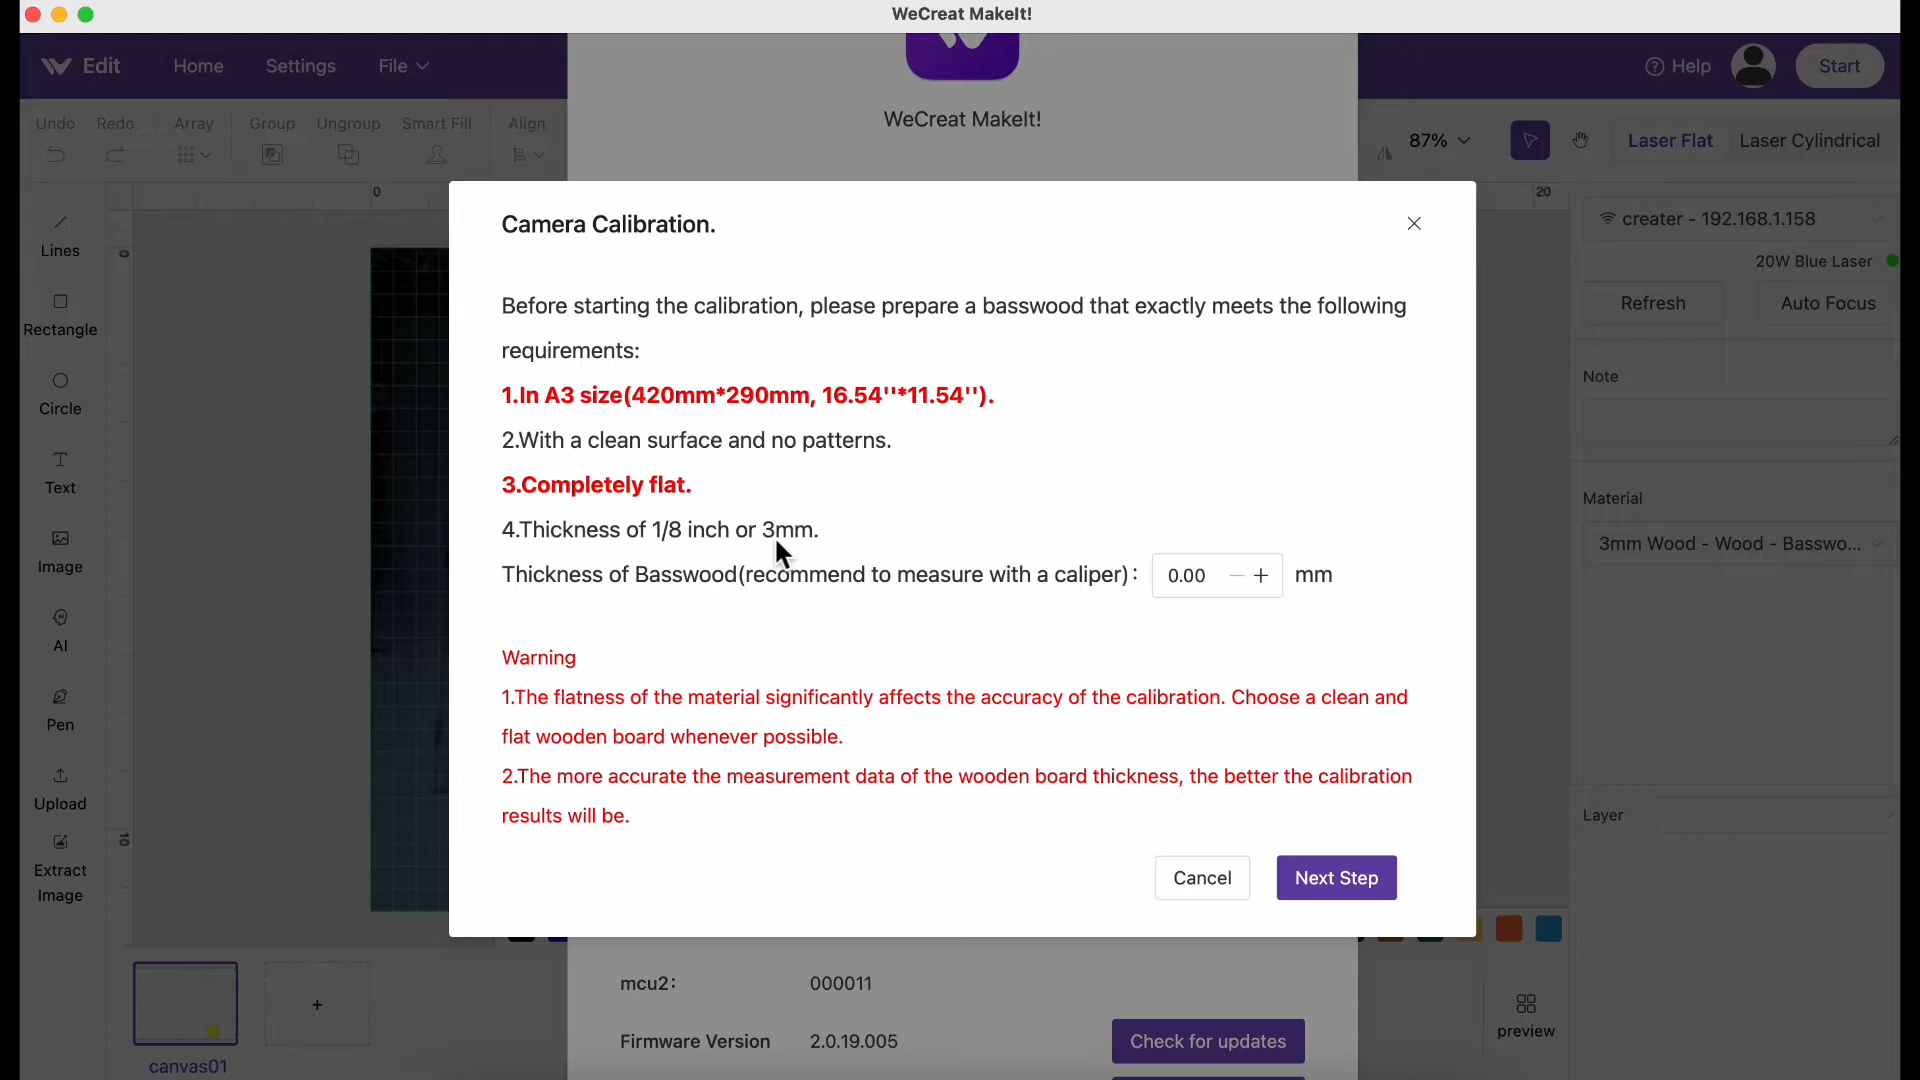 WeCreat MakeIt!
Edit
Home
Settings
File
Help
Start
WeCreat MakeIt!
Undo
Redo
Array
Group
Ungroup
Smart Fill
Align
87%
Laser Flat
Laser Cylindrical
0
20
0
10
Lines
Rectangle
Circle
Text
Image
AI
Pen
Upload
Extract
Image
Camera Calibration.
Before starting the calibration, please prepare a basswood that exactly meets the following
requirements:
1.In A3 size(420mm*290mm, 16.54''*11.54'').
2.With a clean surface and no patterns.
3.Completely flat.
4.Thickness of 1/8 inch or 3mm.
Thickness of Basswood(recommend to measure with a caliper): 0.00 − + mm
Warning
1.The flatness of the material significantly affects the accuracy of the calibration. Choose a clean and
flat wooden board whenever possible.
2.The more accurate the measurement data of the wooden board thickness, the better the calibration
results will be.
Cancel
Next Step
creater - 192.168.1.158
20W Blue Laser
Refresh
Auto Focus
Note
Material
3mm Wood - Wood - Basswo...
Layer
mcu2: 000011
Firmware Version 2.0.19.005
Check for updates
+
canvas01
preview